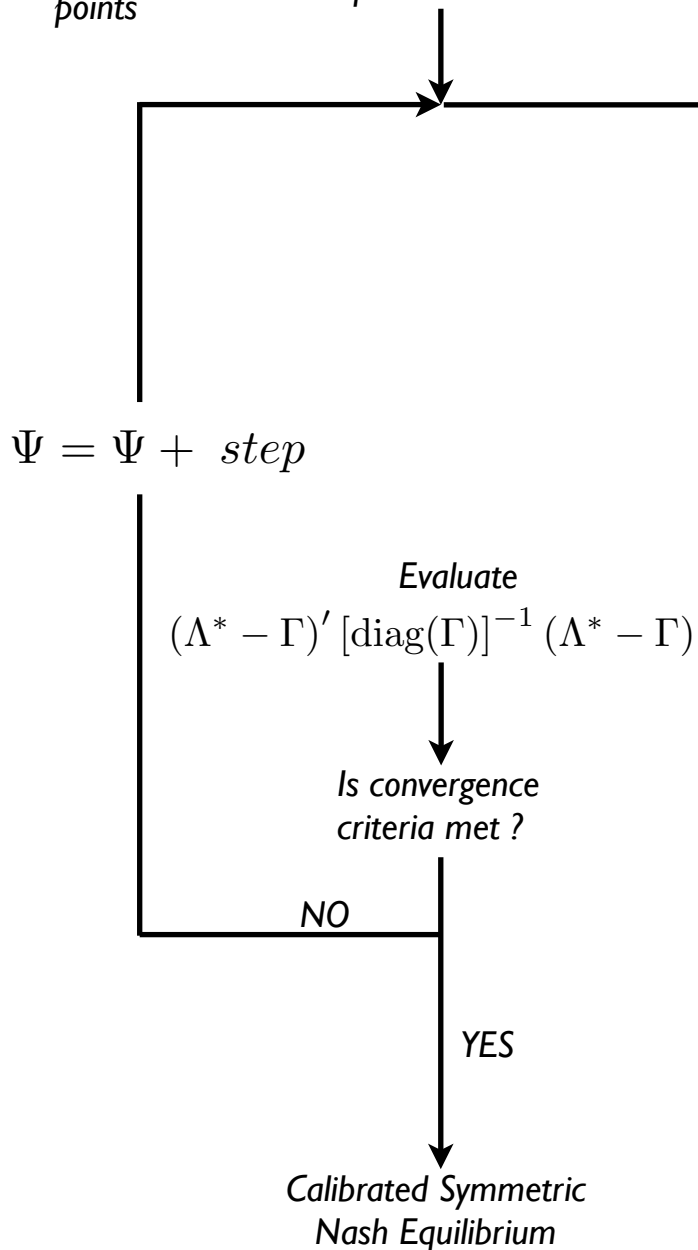 points
Ψ = Ψ + step
Evaluate
(Λ* − Γ)′ [diag(Γ)]⁻¹ (Λ* − Γ)
Is convergence
criteria met ?
NO
YES
Calibrated Symmetric
Nash Equilibrium